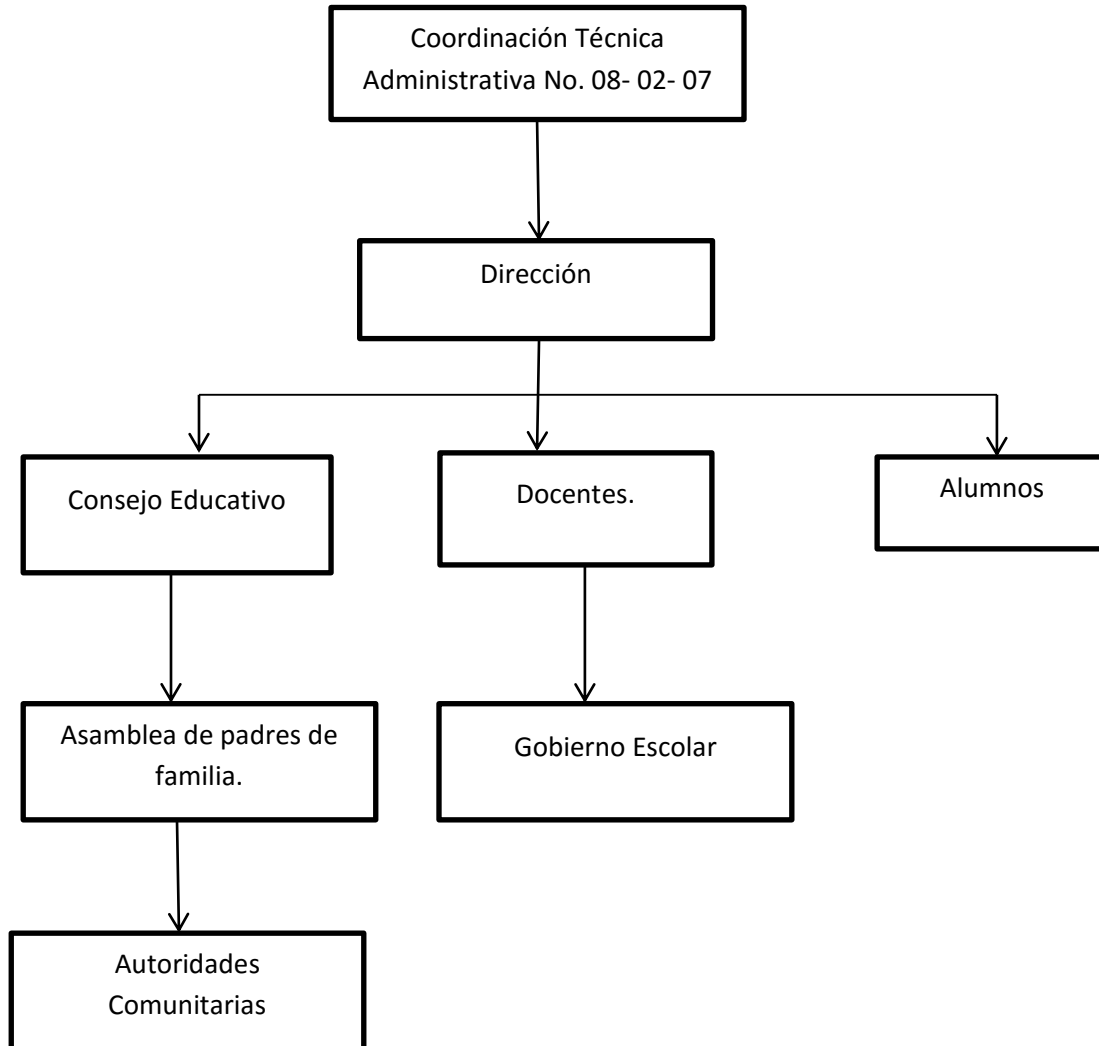 Coordinación Técnica
Administrativa No. 08- 02- 07
Dirección
Consejo Educativo
Docentes.
Alumnos
Asamblea de padres de
familia.
Gobierno Escolar
Autoridades
Comunitarias